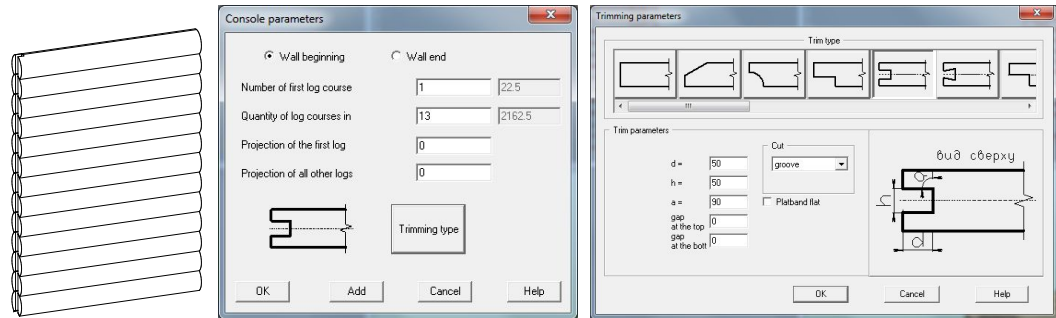 Console parameters
Wall beginning
Wall end
Number of first log course
1
22.5
Quantity of log courses in
13
2162.5
Projection of the first log
0
Projection of all other logs
0
Trimming type
OK
Add
Cancel
Help
Trimming parameters
Trim type
Trim parameters
d =
50
h =
50
a =
90
gap
at the top
0
gap
at the bott
0
Cut
groove
Platband flat
вид сверху
a
h
d
OK
Cancel
Help